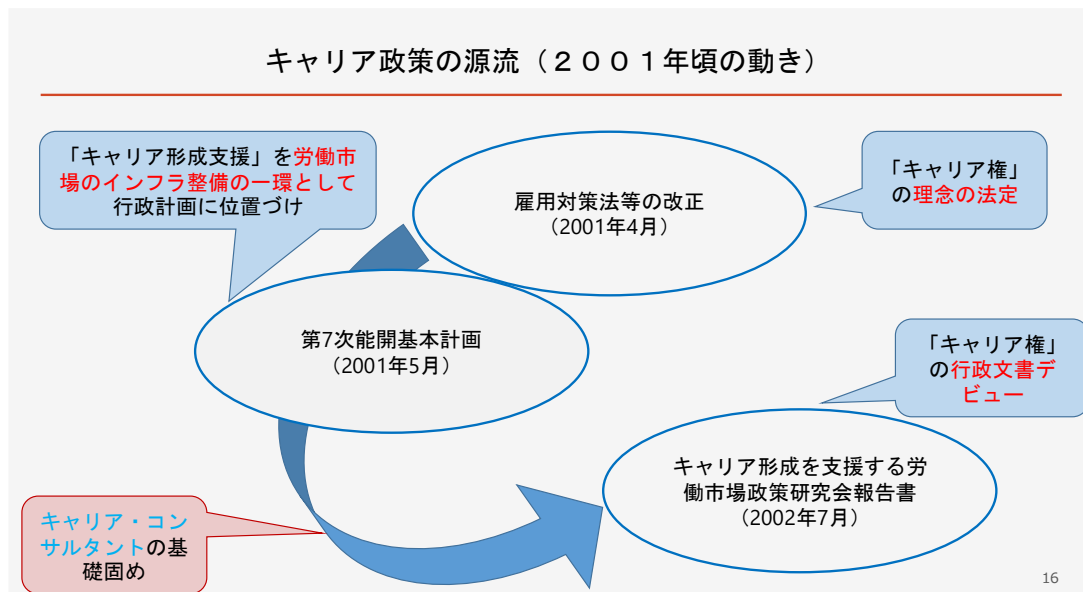 キャリア政策の源流（２００１年頃の動き）
「キャリア形成支援」を労働市
場のインフラ整備の一環として
行政計画に位置づけ
雇用対策法等の改正
（2001年4月）
「キャリア権」
の理念の法定
第7次能開基本計画
（2001年5月）
「キャリア権」
の行政文書デ
ビュー
キャリア形成を支援する労
働市場政策研究会報告書
（2002年7月）
キャリア・コン
サルタントの基
礎固め
16